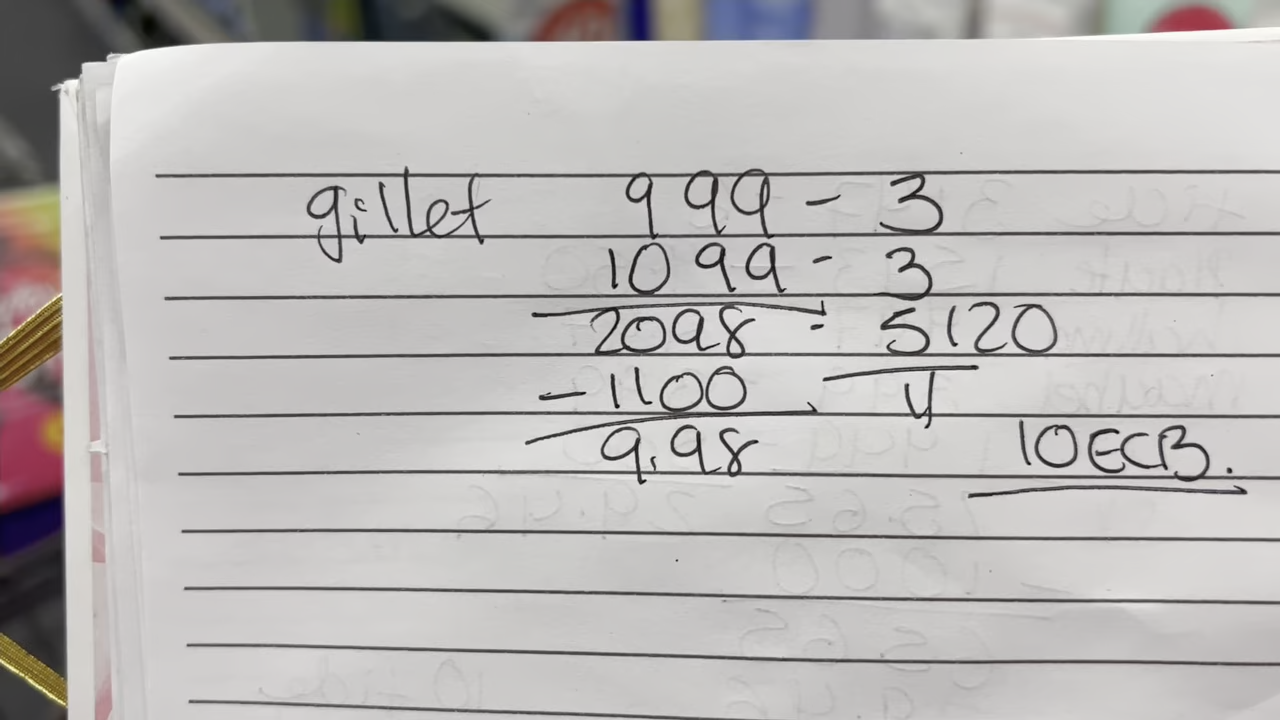 gillet 999 - 3
1099 - 3
2098 - 5120
-1100 4
9.98
10ECB.